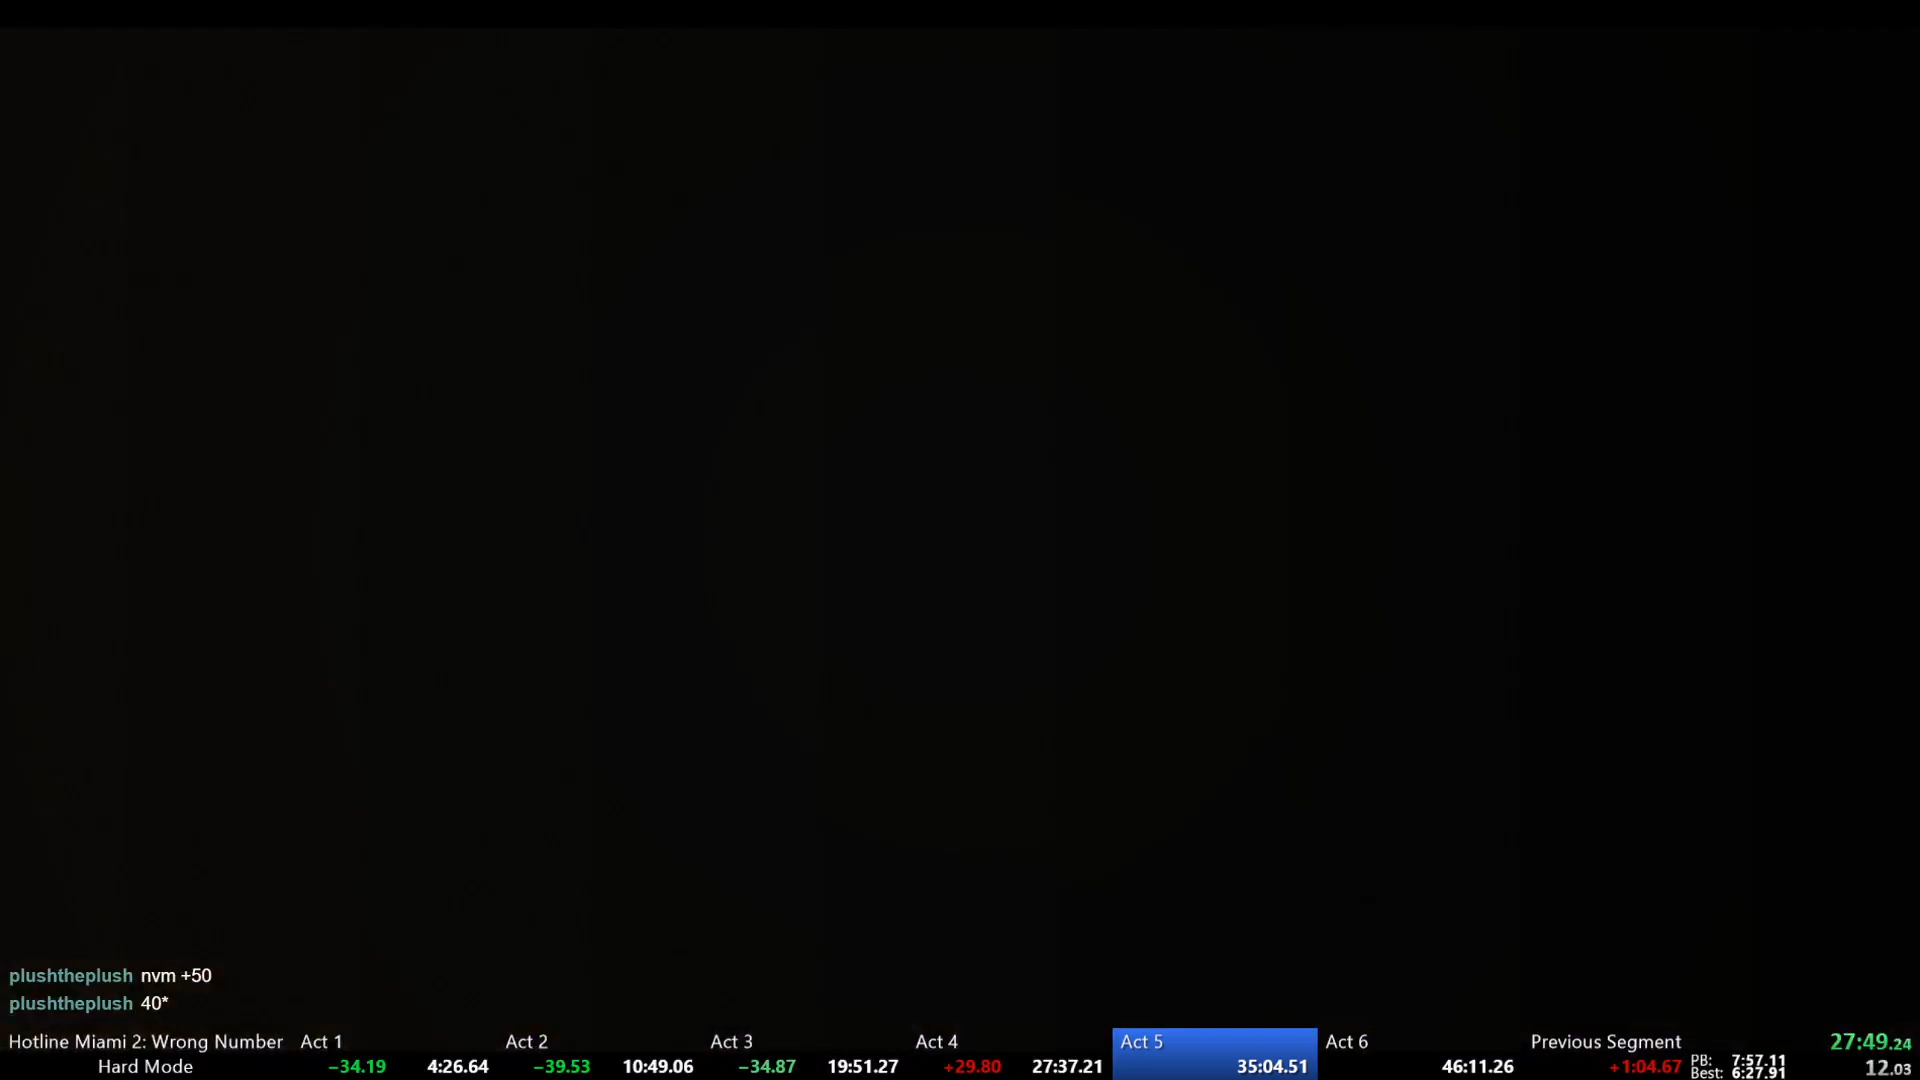 plushtheplush nvm +50
plushtheplush 40*
Hotline Miami 2: Wrong Number Act 1 Act 2 Act 3 Act 4 Act 5 Act 6 Previous Segment 27:49.24
Hard Mode −34.19 4:26.64 −39.53 10:49.06 −34.87 19:51.27 +29.80 27:37.21 35:04.51 46:11.26 +1:04.67 PB: 7:57.11 12.03
Best: 6:27.91